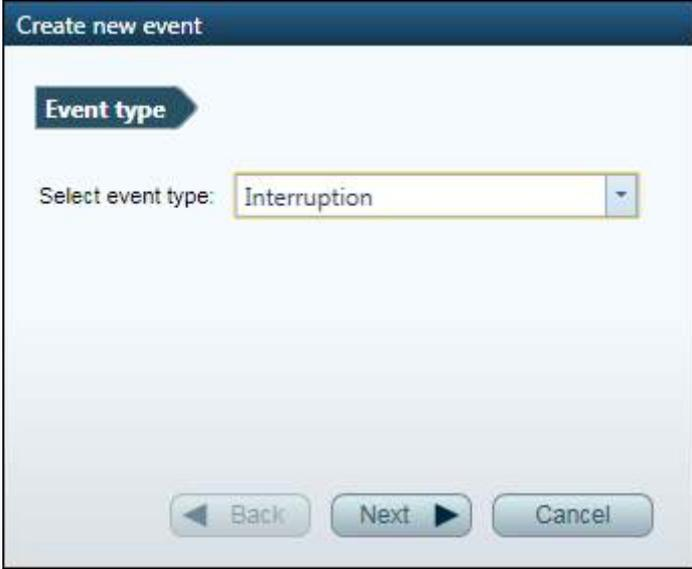 Create new event
Event type
Select event type: Interruption
Back Next Cancel